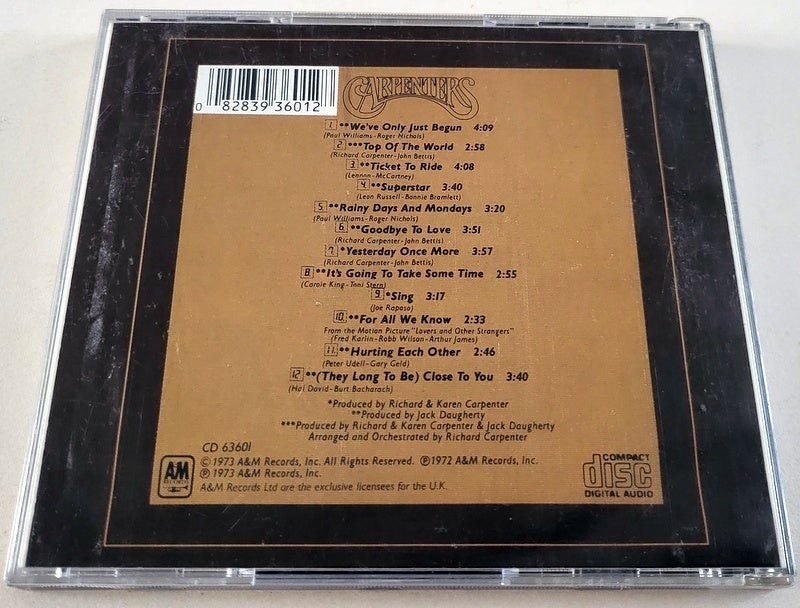 0 82839 36012
CARPENTERS
1. **We've Only Just Begun 4:09
(Paul Williams-Roger Nichols)
2. ***Top Of The World 2:58
(Richard Carpenter-John Bettis)
3. **Ticket To Ride 4:08
(Lennon-McCartney)
4. **Superstar 3:40
(Leon Russell-Bonnie Bramlett)
5. **Rainy Days And Mondays 3:20
(Paul Williams-Roger Nichols)
6. **Goodbye To Love 3:51
(Richard Carpenter-John Bettis)
7. *Yesterday Once More 3:57
(Richard Carpenter-John Bettis)
8. **It's Going To Take Some Time 2:55
(Carole King-Toni Stern)
9. *Sing 3:17
(Joe Raposo)
10. **For All We Know 2:33
From the Motion Picture "Lovers and Other Strangers"
(Fred Karlin-Robb Wilson-Arthur James)
11. **Hurting Each Other 2:46
(Peter Udell-Gary Geld)
12. **(They Long To Be) Close To You 3:40
(Hal David-Burt Bacharach)
*Produced by Richard & Karen Carpenter
**Produced by Jack Daugherty
***Produced by Richard & Karen Carpenter & Jack Daugherty
Arranged and Orchestrated by Richard Carpenter
CD 63601
AM
RECORDS
© 1973 A&M Records, Inc. All Rights Reserved. ℗1972 A&M Records, Inc.
℗ 1973 A&M Records, Inc.
A&M Records Ltd are the exclusive licensees for the U.K.
COMPACT
disc
DIGITAL AUDIO